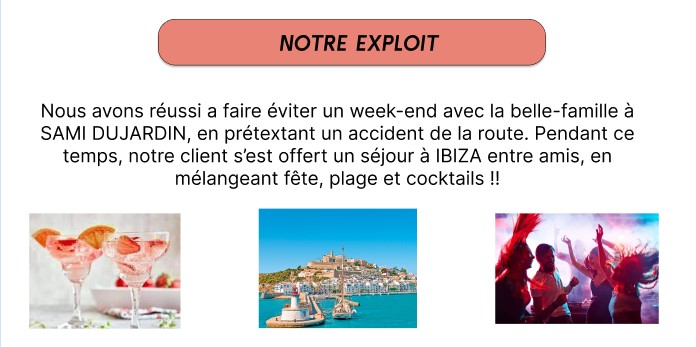 NOTRE EXPLOIT
Nous avons réussi a faire éviter un week-end avec la belle-famille à
SAMI DUJARDIN, en prétextant un accident de la route. Pendant ce
temps, notre client s’est offert un séjour à IBIZA entre amis, en
mélangeant fête, plage et cocktails !!